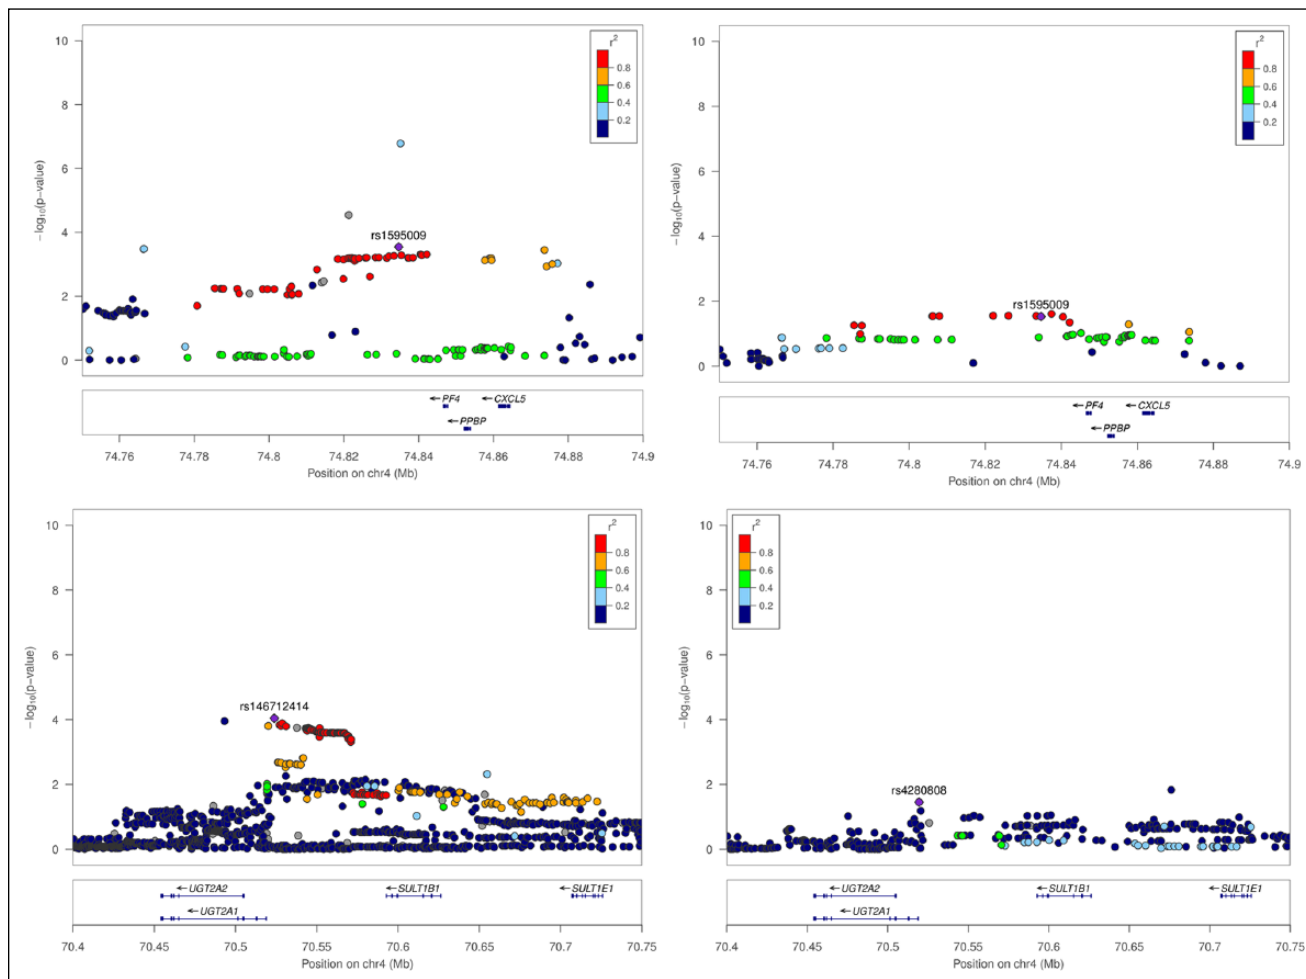 10
8
6
4
2
0
−log10(p−value)
r2
0.8
0.6
0.4
0.2
rs1595009
PF4
CXCL5
PPBP
74.76
74.78
74.8
74.82
74.84
74.86
74.88
74.9
Position on chr4 (Mb)
10
8
6
4
2
0
−log10(p−value)
r2
0.8
0.6
0.4
0.2
rs1595009
PF4
CXCL5
PPBP
74.76
74.78
74.8
74.82
74.84
74.86
74.88
74.9
Position on chr4 (Mb)
10
8
6
4
2
0
−log10(p−value)
r2
0.8
0.6
0.4
0.2
rs146712414
UGT2A2
SULT1B1
SULT1E1
UGT2A1
70.4
70.45
70.5
70.55
70.6
70.65
70.7
70.75
Position on chr4 (Mb)
10
8
6
4
2
0
−log10(p−value)
r2
0.8
0.6
0.4
0.2
rs4280808
UGT2A2
SULT1B1
SULT1E1
UGT2A1
70.4
70.45
70.5
70.55
70.6
70.65
70.7
70.75
Position on chr4 (Mb)